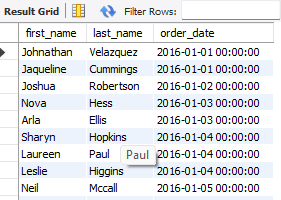 Result Grid Filter Rows:
first_name last_name order_date
Johnathan Velazquez 2016-01-01 00:00:00
Jaqueline Cummings 2016-01-01 00:00:00
Joshua Robertson 2016-01-02 00:00:00
Nova Hess 2016-01-03 00:00:00
Arla Ellis 2016-01-03 00:00:00
Sharyn Hopkins 2016-01-04 00:00:00
Laureen Paul Paul 2016-01-04 00:00:00
Leslie Higgins 2016-01-04 00:00:00
Neil Mccall 2016-01-05 00:00:00